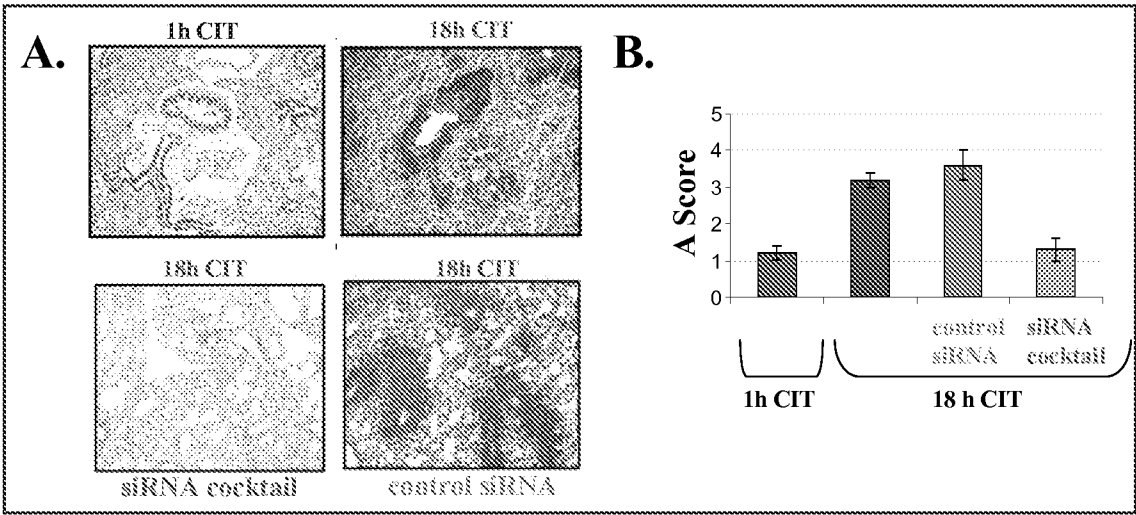 A.
1h CIT
18h CIT
18h CIT
18h CIT
siRNA cocktail
control siRNA
B.
A Score
5
4
3
2
1
0
control siRNA
siRNA cocktail
1h CIT
18 h CIT